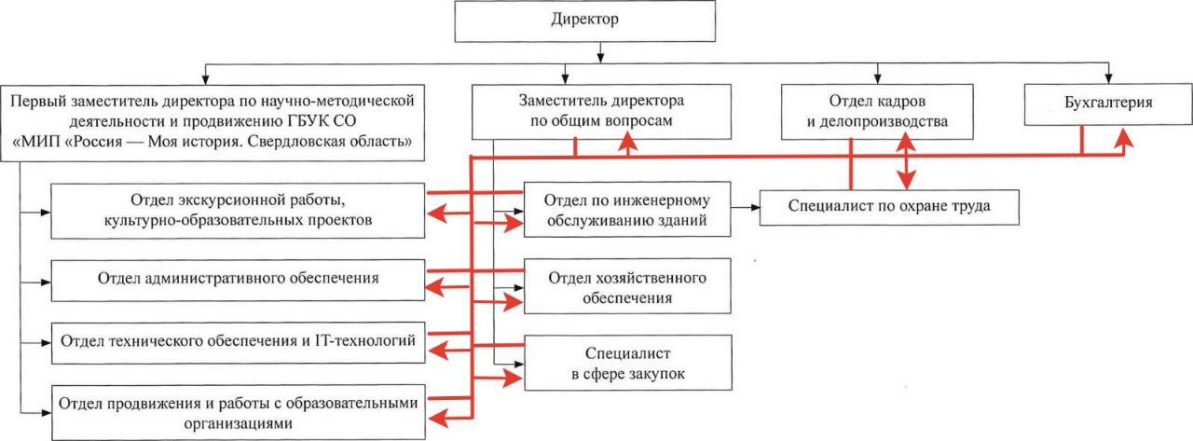 Директор
Первый заместитель директора по научно-методической
деятельности и продвижению ГБУК СО
«МИП «Россия — Моя история. Свердловская область»
Заместитель директора
по общим вопросам
Отдел кадров
и делопроизводства
Бухгалтерия
Отдел экскурсионной работы,
культурно-образовательных проектов
Отдел по инженерному
обслуживанию зданий
Специалист по охране труда
Отдел административного обеспечения
Отдел хозяйственного
обеспечения
Отдел технического обеспечения и IT-технологий
Специалист
в сфере закупок
Отдел продвижения и работы с образовательными
организациями